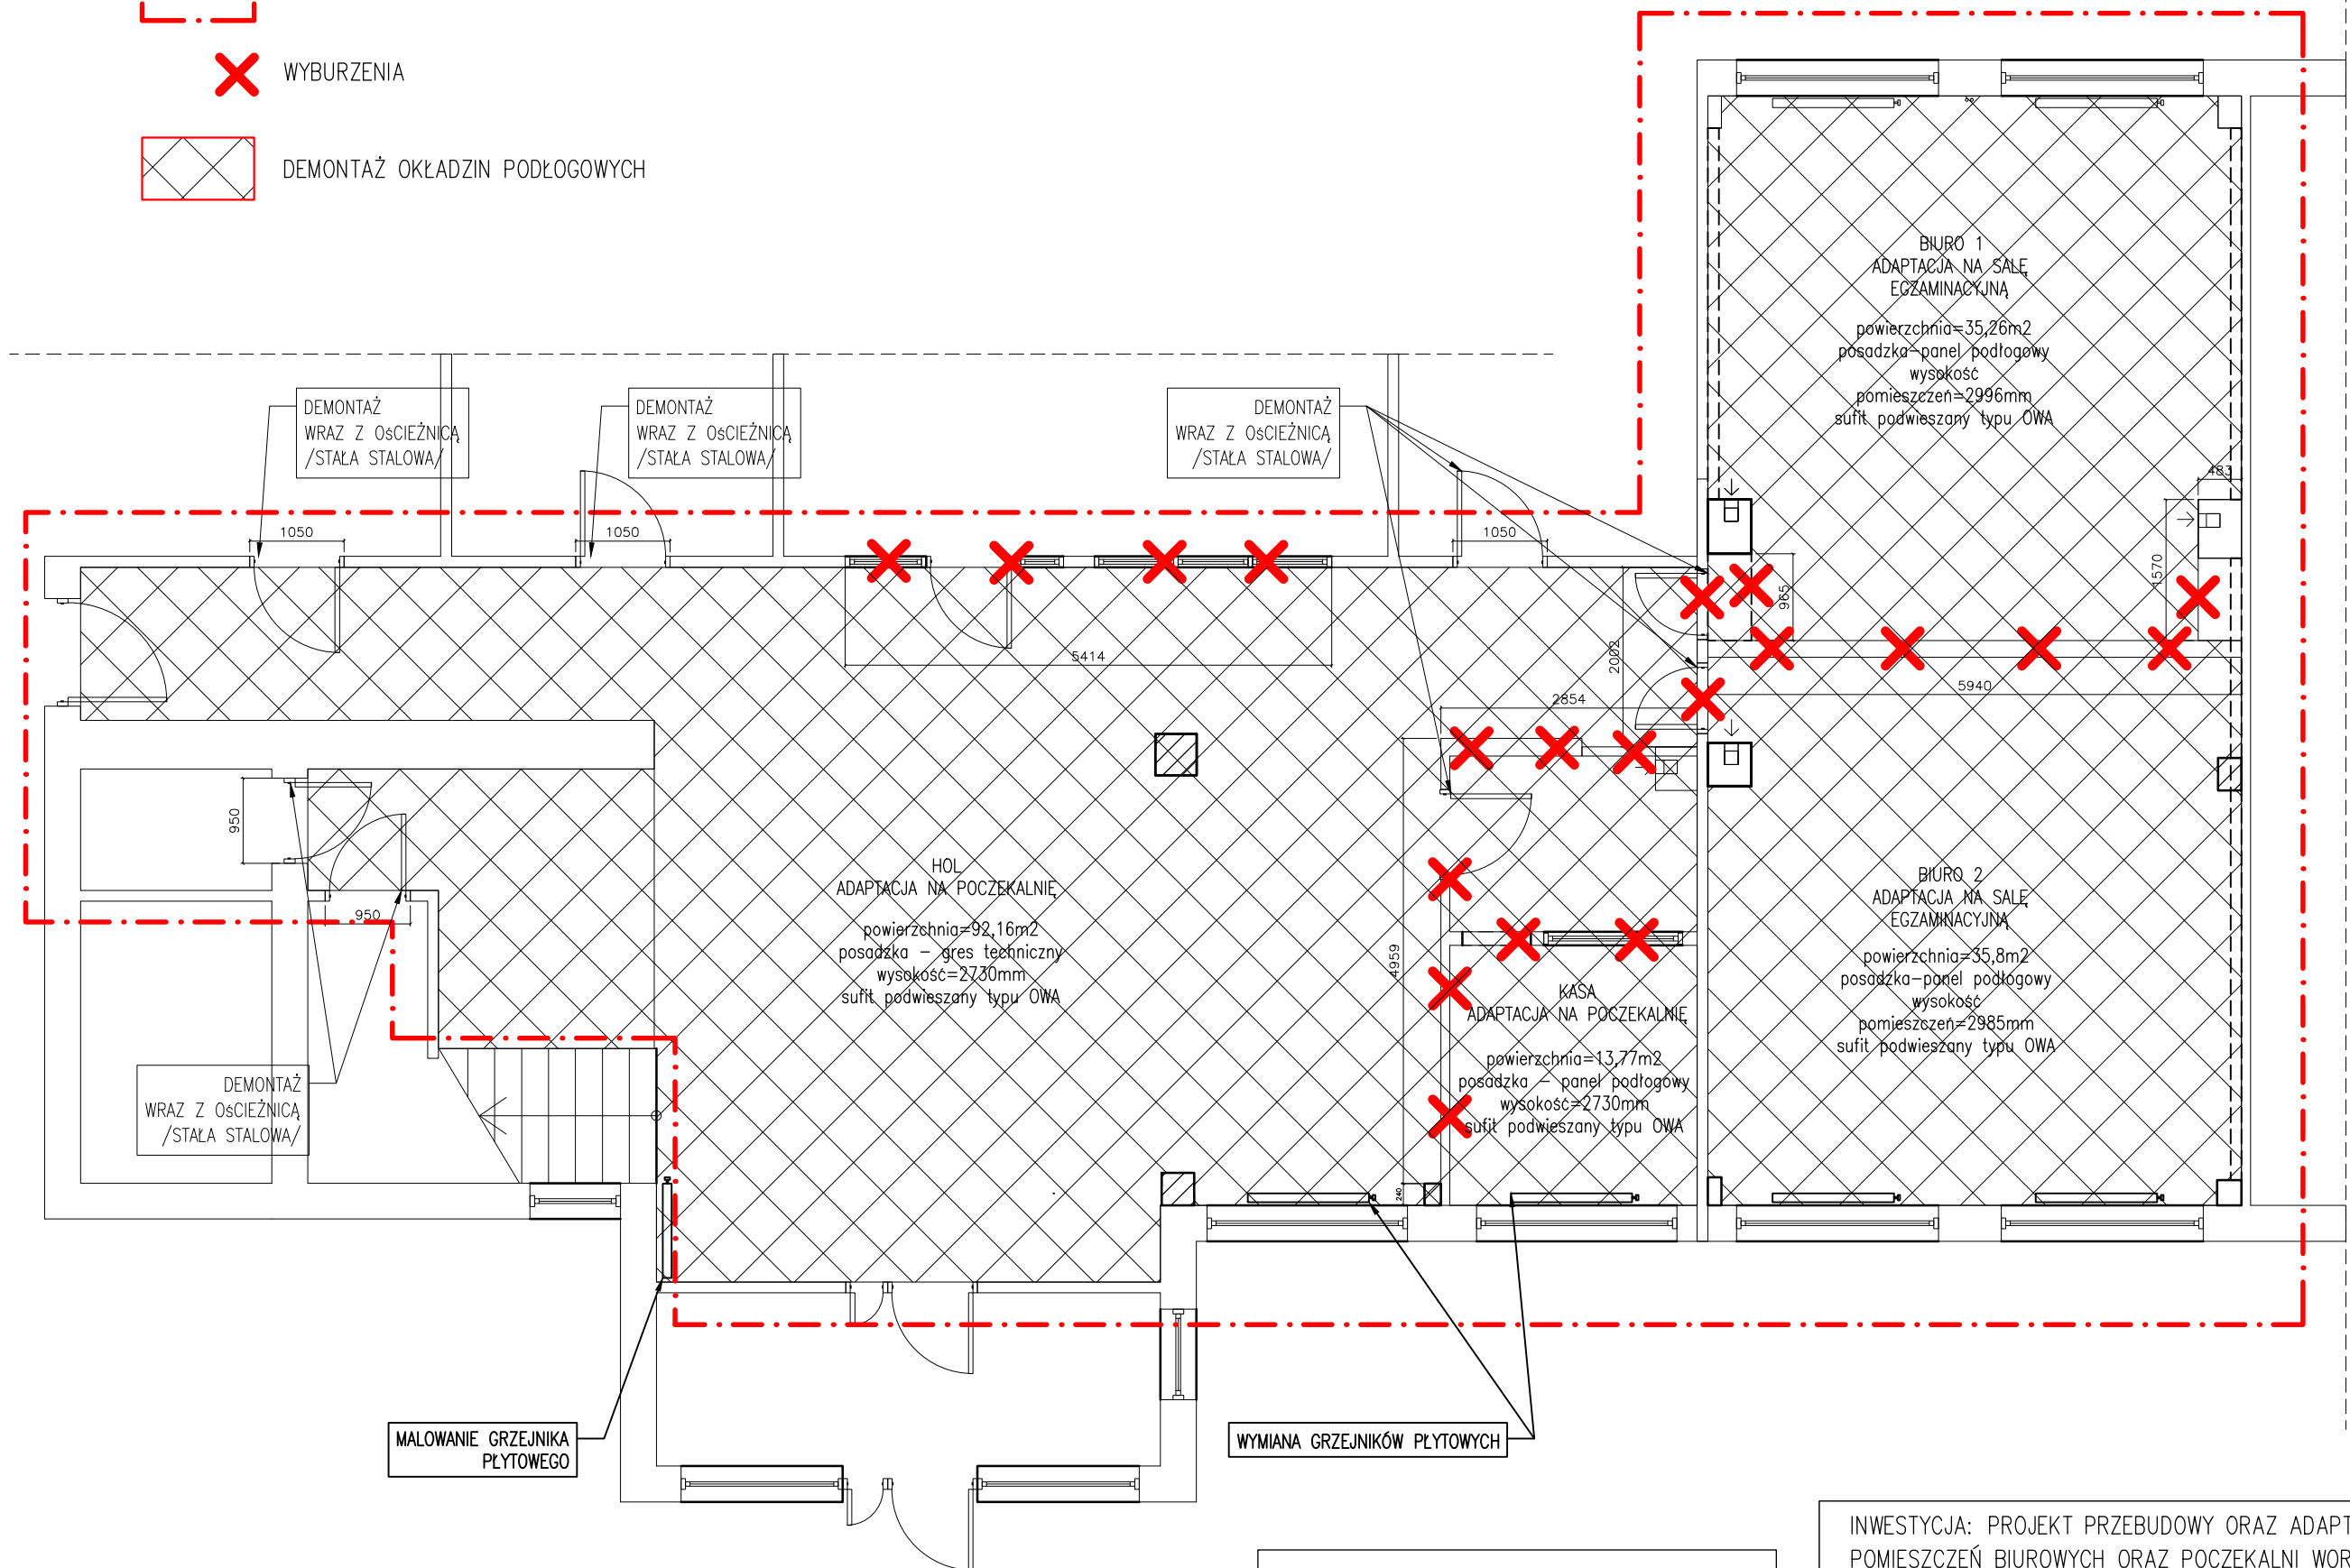 WYBURZENIA
DEMONTAŻ OKŁADZIN PODŁOGOWYCH
BIURO 1
ADAPTACJA NA SALĘ
EGZAMINACYJNĄ
powierzchnia=35,26m2
posadzka-panel podłogowy
wysokość
pomieszczeń=2996mm
sufit podwieszany typu OWA
DEMONTAŻ
WRAZ Z OśCIEŻNICĄ
/STAŁA STALOWA/
DEMONTAŻ
WRAZ Z OśCIEŻNICĄ
/STAŁA STALOWA/
DEMONTAŻ
WRAZ Z OśCIEŻNICĄ
/STAŁA STALOWA/
483
1050
1050
1050
1570
965
5414
2002
5940
2854
950
950
HOL
ADAPTACJA NA POCZEKALNIĘ
powierzchnia=92,16m2
posadzka – gres techniczny
wysokość=2730mm
sufit podwieszany typu OWA
4959
BIURO 2
ADAPTACJA NA SALĘ
EGZAMINACYJNĄ
powierzchnia=35,8m2
posadzka-panel podłogowy
wysokość
pomieszczeń=2985mm
sufit podwieszany typu OWA
KASA
ADAPTACJA NA POCZEKALNIĘ
powierzchnia=13,77m2
posadzka – panel podłogowy
wysokość=2730mm
sufit podwieszany typu OWA
DEMONTAŻ
WRAZ Z OśCIEŻNICĄ
/STAŁA STALOWA/
240
MALOWANIE GRZEJNIKA
PŁYTOWEGO
WYMIANA GRZEJNIKÓW PŁYTOWYCH
INWESTYCJA: PROJEKT PRZEBUDOWY ORAZ ADAPT
POMIESZCZEŃ BIUROWYCH ORAZ POCZEKALNI WOR